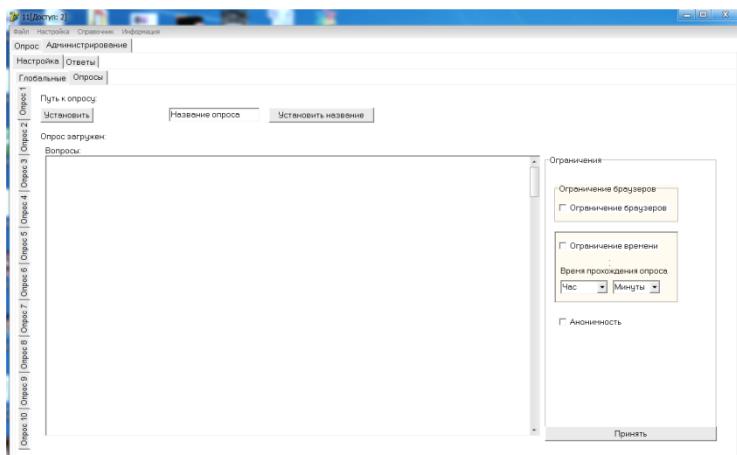 11[Доступ: 2]
Файл Настройка Справочник Информация
Опрос Администрирование
Настройка Ответы
Глобальные Опросы
Путь к опросу:
Установить Название опроса Установить название
Опрос загружен:
Вопросы:
Ограничения
Ограничение браузеров
Ограничение браузеров
Ограничение времени
:
Время прохождения опроса
Час Минуты
Анонимность
Принять
Опрос 1
Опрос 2
Опрос 3
Опрос 4
Опрос 5
Опрос 6
Опрос 7
Опрос 8
Опрос 9
Опрос 10